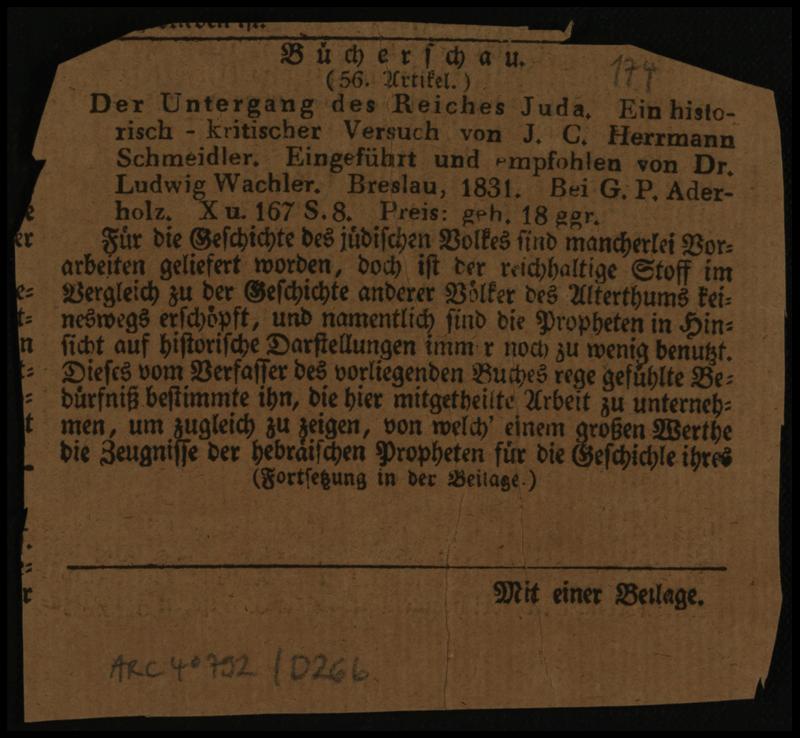 Bücherschau.
174
(56. Artikel.)
Der Untergang des Reiches Juda. Ein histo-
risch - kritischer Versuch von J. C. Herrmann
Schmeidler. Eingeführt und empfohlen von Dr.
Ludwig Wachler. Breslau, 1831. Bei G. P. Ader-
holz. X u. 167 S. 8. Preis: geh. 18 ggr.
Für die Geschichte des jüdischen Volkes sind mancherlei Vor-
arbeiten geliefert worden, doch ist der reichhaltige Stoff im
Vergleich zu der Geschichte anderer Völker des Alterthums kei-
neswegs erschöpft, und namentlich sind die Propheten in Hin-
sicht auf historische Darstellungen imm r noch zu wenig benutzt.
Dieses vom Verfasser des vorliegenden Buches rege gefühlte Be-
dürfniß bestimmte ihn, die hier mitgetheilte Arbeit zu unterneh-
men, um zugleich zu zeigen, von welch' einem großen Werthe
die Zeugnisse der hebräischen Propheten für die Geschichte ihres
(Fortsetzung in der Beilage.)
Mit einer Beilage.
ARC 4° 792 / D266